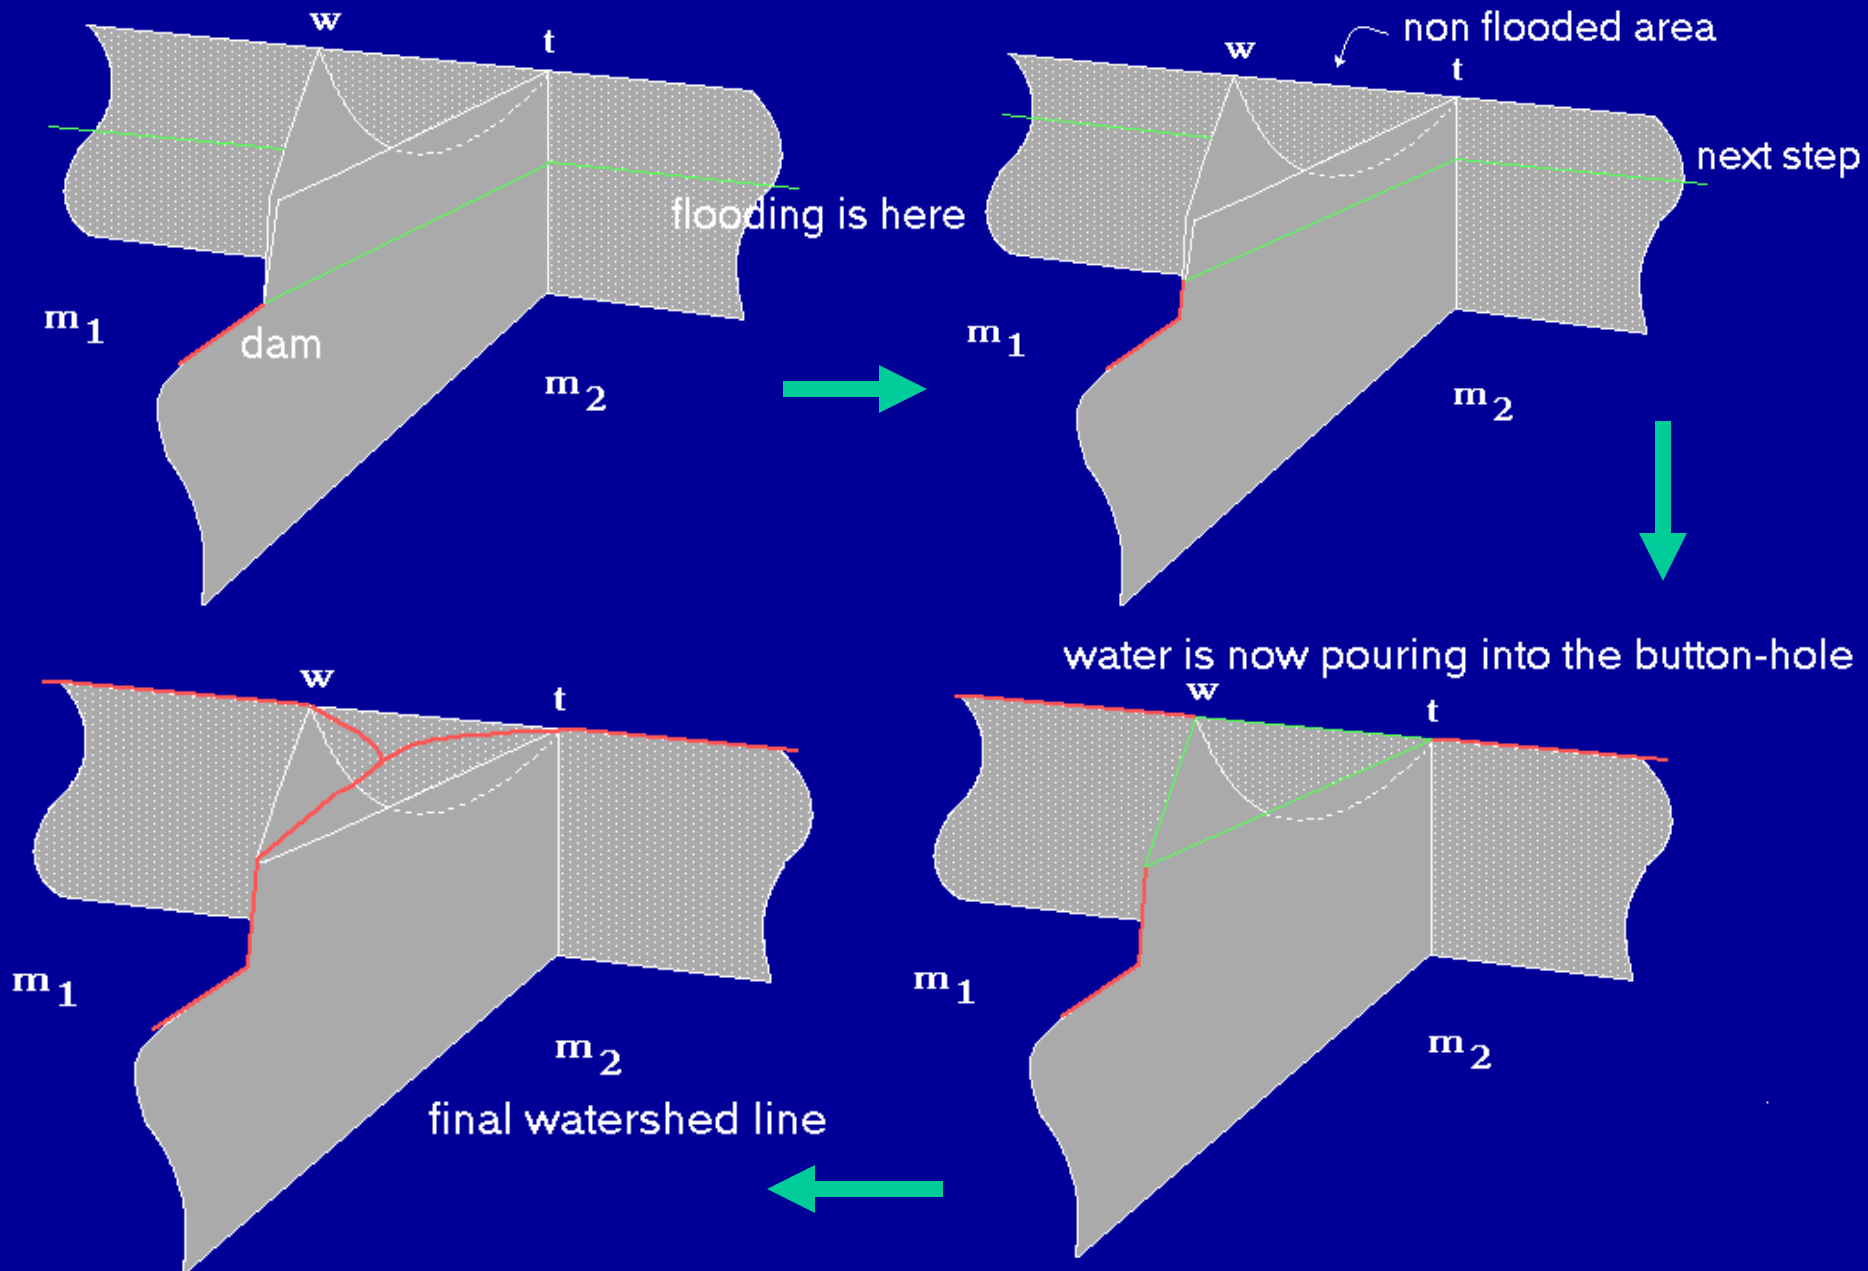 w
t
flooding is here
m1
dam
m2
non flooded area
w
t
next step
m1
m2
water is now pouring into the button-hole
w
t
m1
m2
w
t
m1
m2
final watershed line